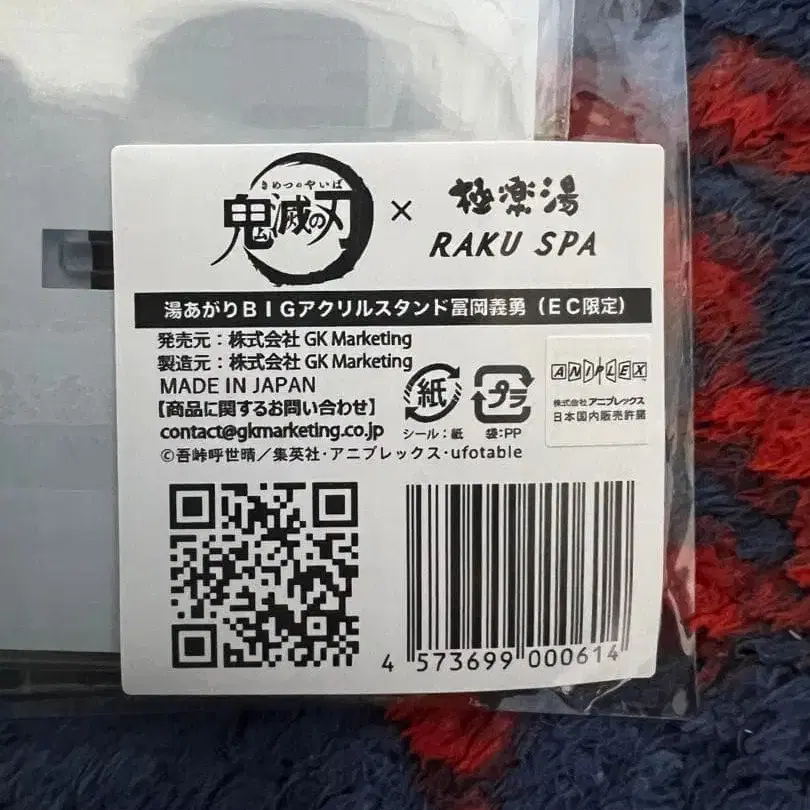 きめつのやいば
鬼滅の刃 × 極楽湯
RAKU SPA
湯あがりBIGアクリルスタンド冨岡義勇（EC限定）
発売元：株式会社 GK Marketing
製造元：株式会社 GK Marketing
MADE IN JAPAN
【商品に関するお問い合わせ】
contact@gkmarketing.co.jp
©吾峠呼世晴／集英社・アニプレックス・ufotable
紙
シール：紙
プラ
袋：PP
ANIPLEX
株式会社アニプレックス
日本国内販売許諾
4 573699 000614